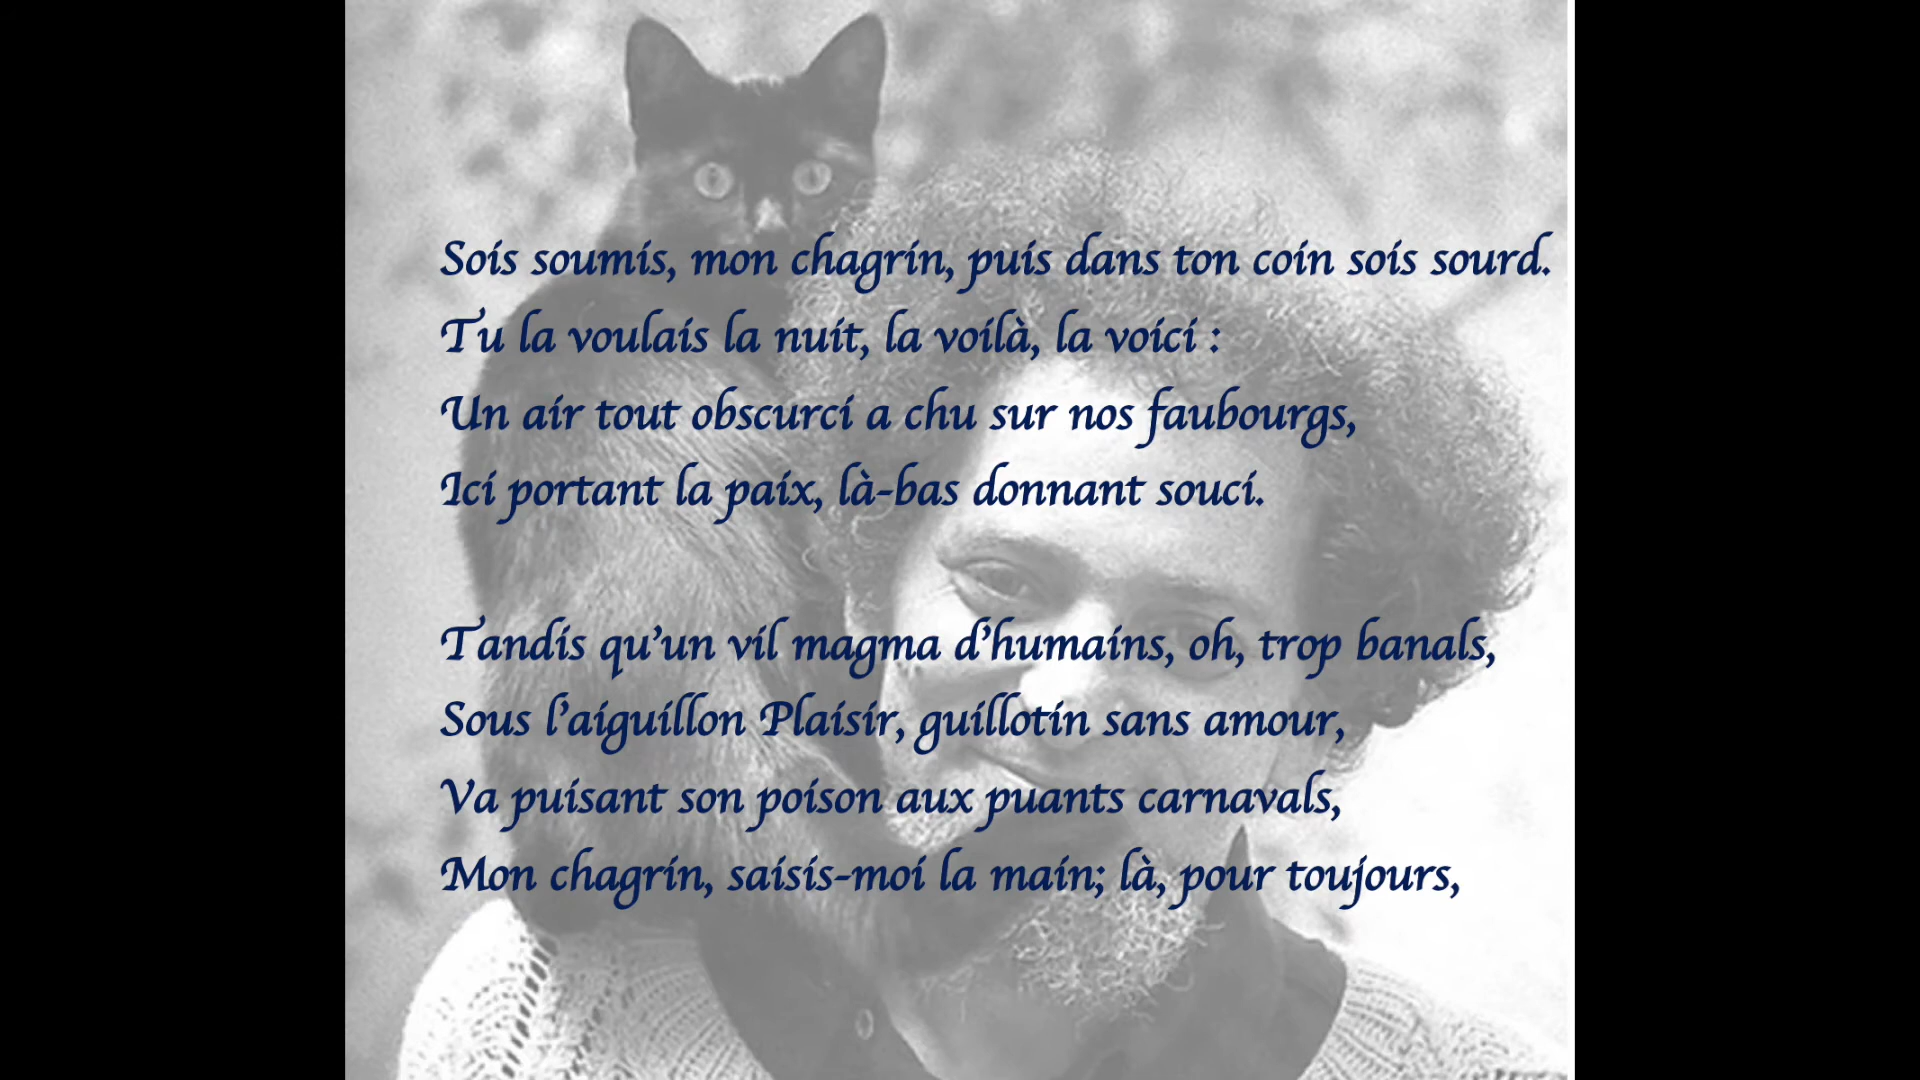 Sois soumis, mon chagrin, puis dans ton coin sois sourd.
Tu la voulais la nuit, la voilà, la voici :
Un air tout obscurci a chu sur nos faubourgs,
Ici portant la paix, là-bas donnant souci.
Tandis qu'un vil magma d'humains, oh, trop banals,
Sous l'aiguillon Plaisir, guillotin sans amour,
Va puisant son poison aux puants carnavals,
Mon chagrin, saisis-moi la main; là, pour toujours,